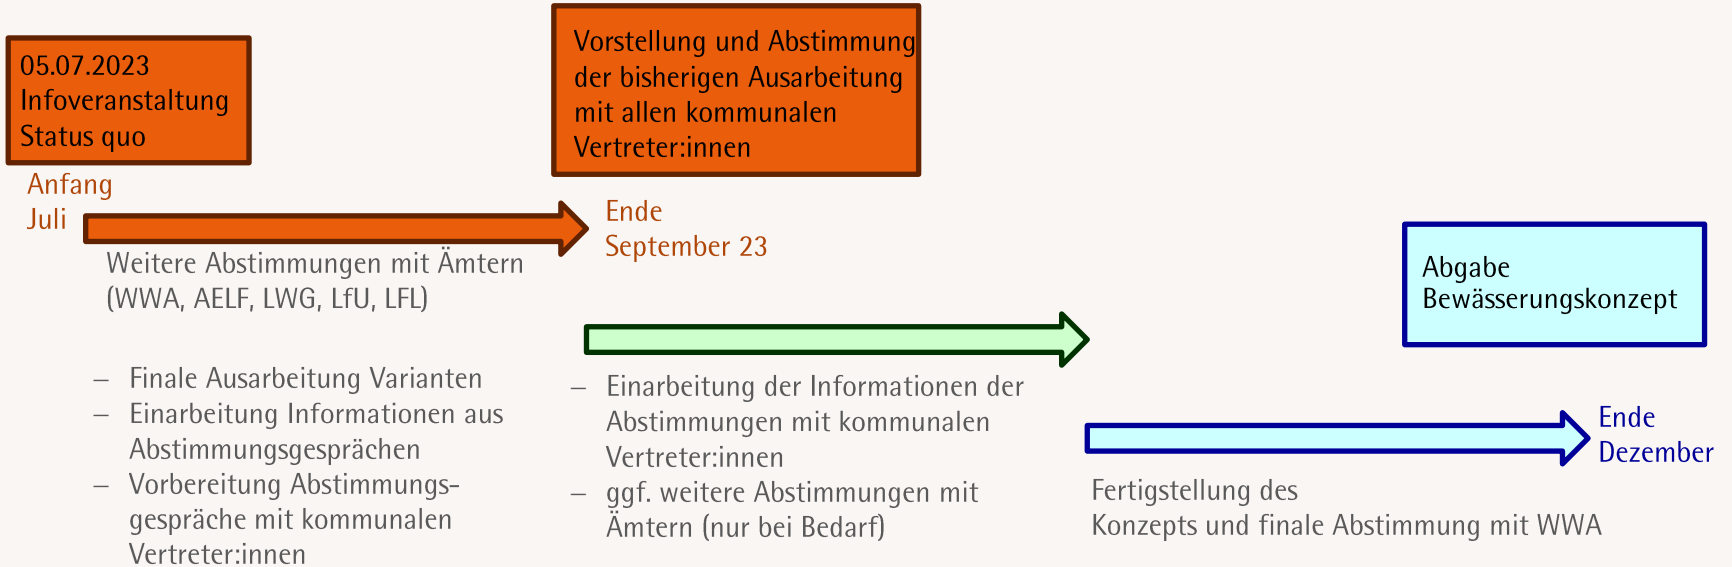 05.07.2023
Infoveranstaltung
Status quo
Anfang
Juli
Vorstellung und Abstimmung
der bisherigen Ausarbeitung
mit allen kommunalen
Vertreter:innen
Ende
September 23
Weitere Abstimmungen mit Ämtern
(WWA, AELF, LWG, LfU, LFL)
– Finale Ausarbeitung Varianten
– Einarbeitung Informationen aus
Abstimmungsgesprächen
– Vorbereitung Abstimmungs-
gespräche mit kommunalen
Vertreter:innen
– Einarbeitung der Informationen der
Abstimmungen mit kommunalen
Vertreter:innen
– ggf. weitere Abstimmungen mit
Ämtern (nur bei Bedarf)
Abgabe
Bewässerungskonzept
Ende
Dezember
Fertigstellung des
Konzepts und finale Abstimmung mit WWA